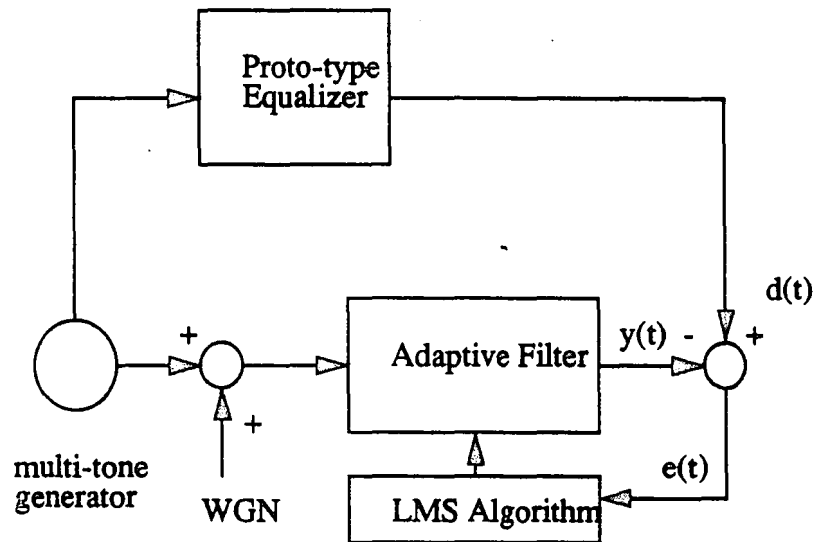 Proto-type
Equalizer
d(t)
+
y(t)
-
+
Adaptive Filter
+
e(t)
multi-tone
generator
WGN
LMS Algorithm